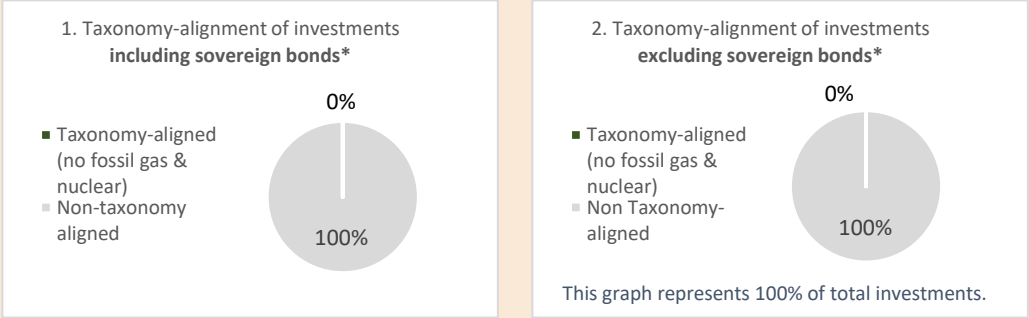 1. Taxonomy-alignment of investments
including sovereign bonds*
0%
Taxonomy-aligned
(no fossil gas &
nuclear)
Non-taxonomy
aligned
100%
2. Taxonomy-alignment of investments
excluding sovereign bonds*
0%
Taxonomy-aligned
(no fossil gas &
nuclear)
Non Taxonomy-
aligned
100%
This graph represents 100% of total investments.